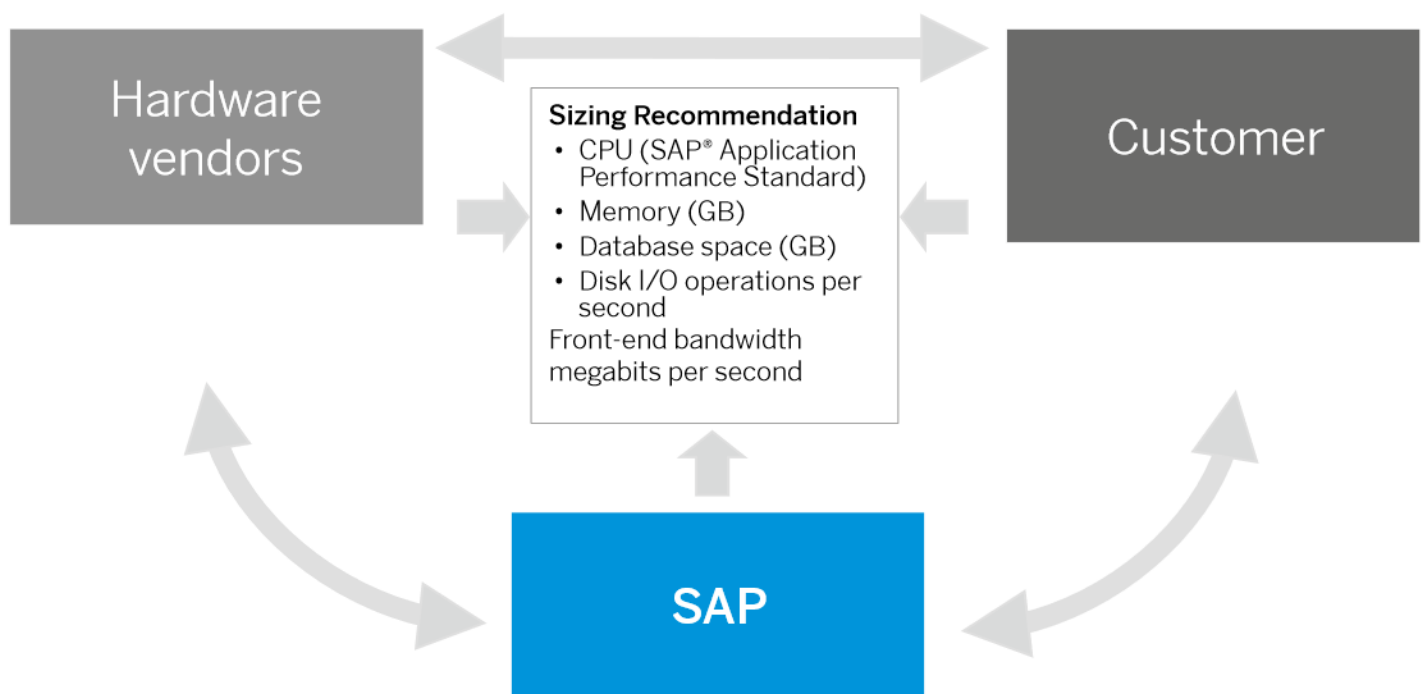 Hardware
vendors
Sizing Recommendation
• CPU (SAP® Application
Performance Standard)
• Memory (GB)
• Database space (GB)
• Disk I/O operations per
second
Front-end bandwidth
megabits per second
Customer
SAP